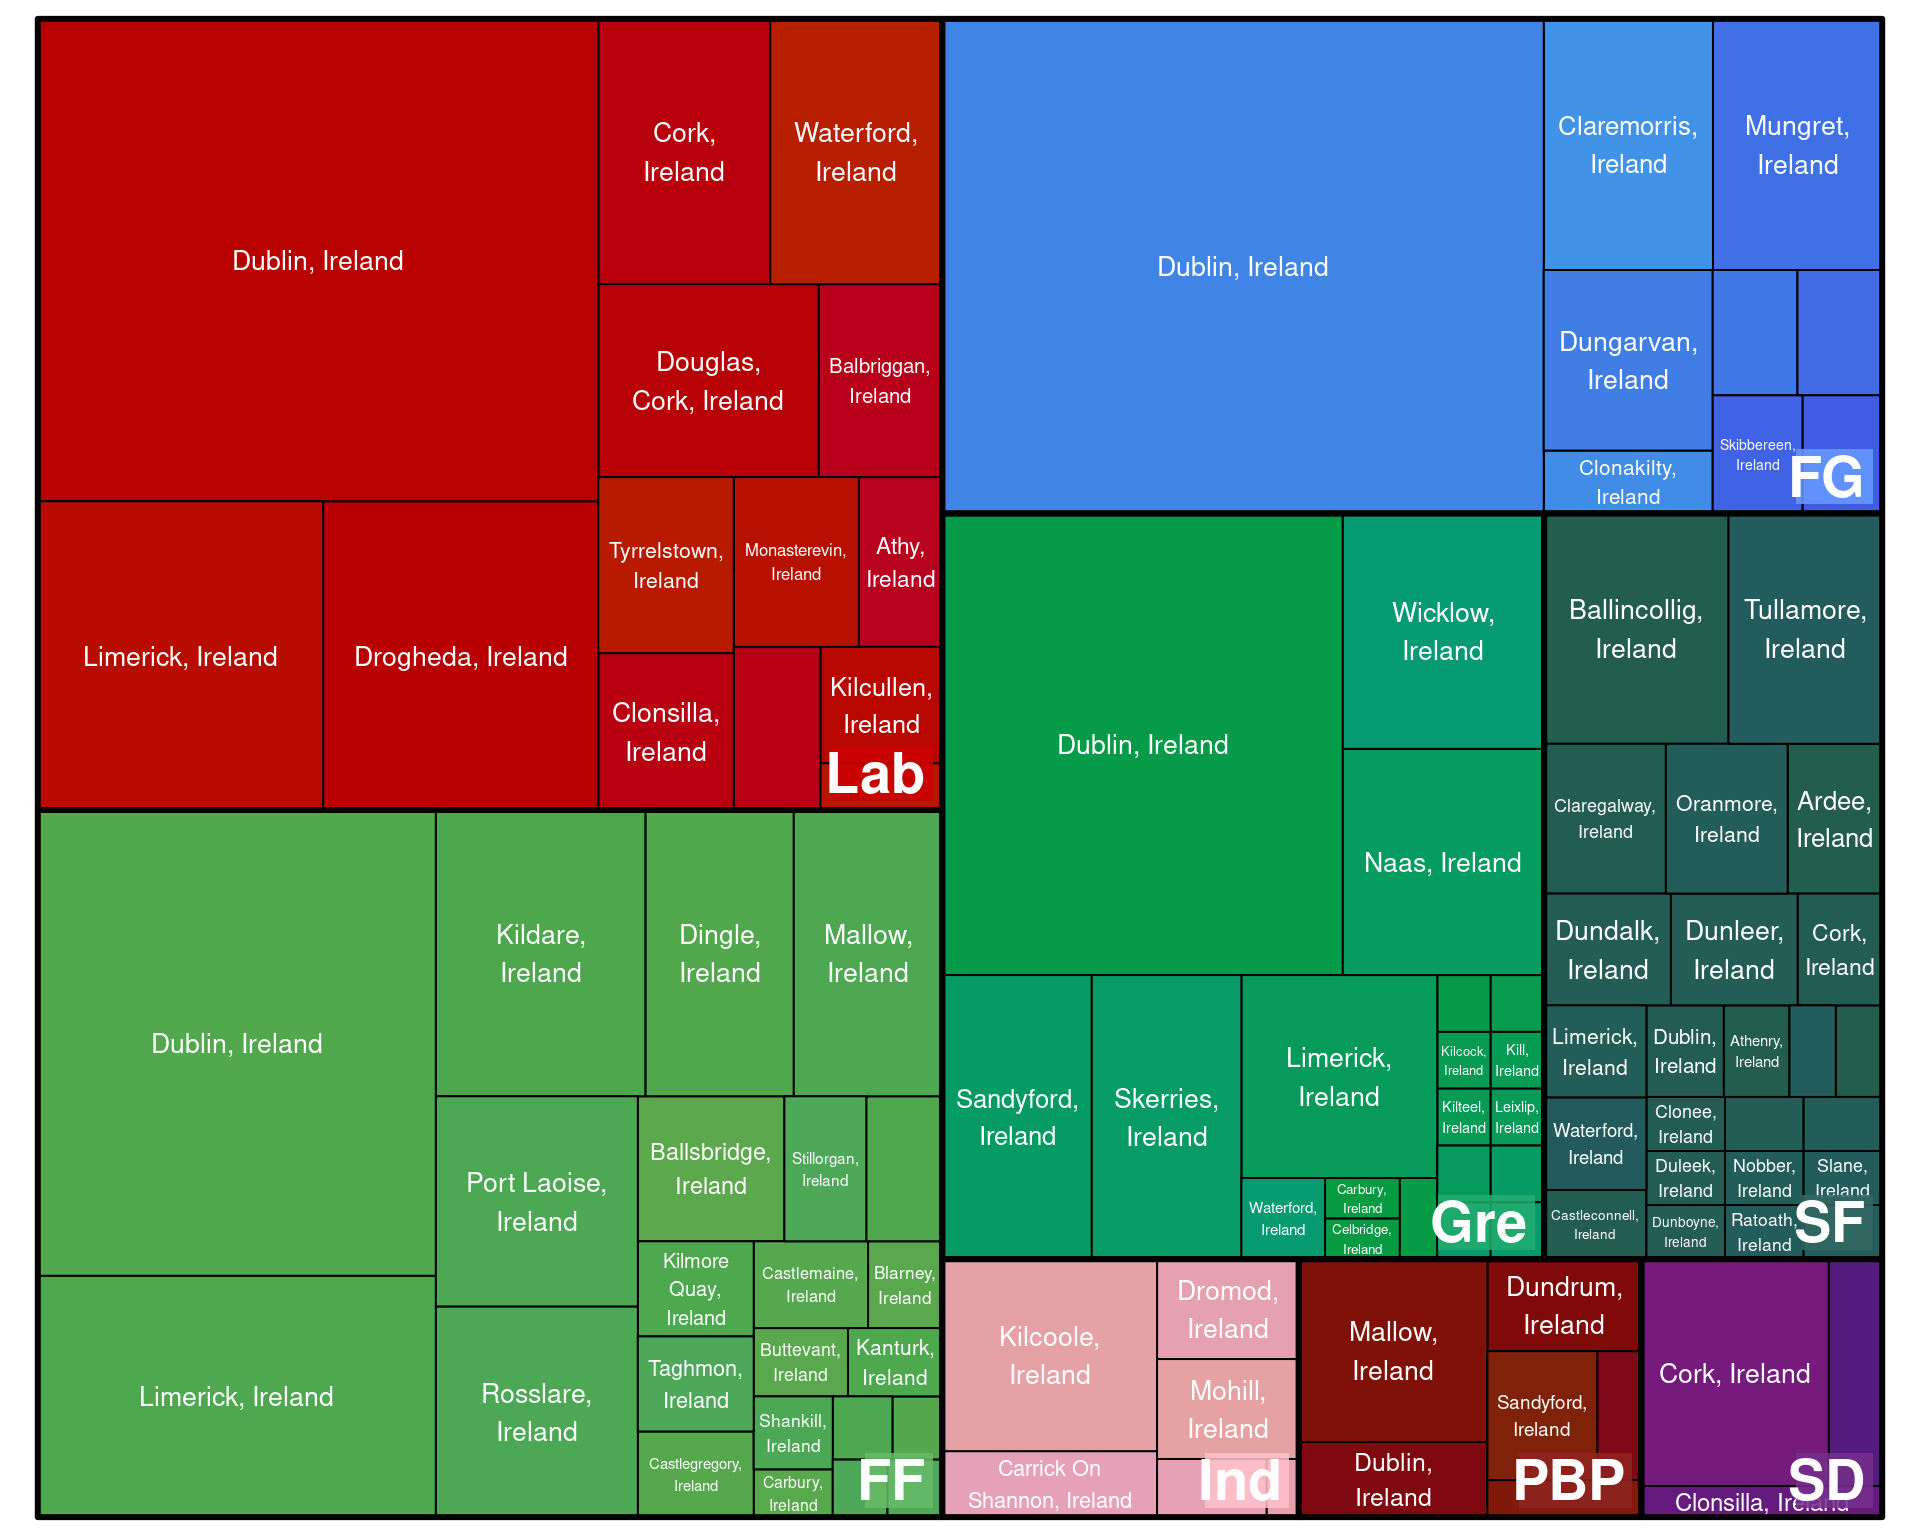 Dublin, Ireland
Cork,
Ireland
Waterford,
Ireland
Douglas,
Cork, Ireland
Balbriggan,
Ireland
Limerick, Ireland
Drogheda, Ireland
Tyrrelstown,
Ireland
Monasterevin,
Ireland
Athy,
Ireland
Clonsilla,
Ireland
Kilcullen,
Ireland
Lab
Dublin, Ireland
Claremorris,
Ireland
Mungret,
Ireland
Dungarvan,
Ireland
Clonakilty,
Ireland
Skibbereen,
Ireland
FG
Dublin, Ireland
Kildare,
Ireland
Dingle,
Ireland
Mallow,
Ireland
Limerick, Ireland
Port Laoise,
Ireland
Rosslare,
Ireland
Ballsbridge,
Ireland
Stillorgan,
Ireland
Kilmore
Quay,
Ireland
Castlemaine,
Ireland
Blarney,
Ireland
Taghmon,
Ireland
Buttevant,
Ireland
Kanturk,
Ireland
Castlegregory,
Ireland
Shankill,
Ireland
Carbury,
Ireland
FF
Dublin, Ireland
Wicklow,
Ireland
Naas, Ireland
Sandyford,
Ireland
Skerries,
Ireland
Limerick,
Ireland
Kilcock,
Ireland
Kill,
Ireland
Kilteel,
Ireland
Leixlip,
Ireland
Waterford,
Ireland
Carbury,
Ireland
Celbridge,
Ireland
Gre
Ballincollig,
Ireland
Tullamore,
Ireland
Claregalway,
Ireland
Oranmore,
Ireland
Ardee,
Ireland
Dundalk,
Ireland
Dunleer,
Ireland
Cork,
Ireland
Limerick,
Ireland
Dublin,
Ireland
Athenry,
Ireland
Waterford,
Ireland
Clonee,
Ireland
Duleek,
Ireland
Nobber,
Ireland
Slane,
Ireland
Castleconnell,
Ireland
Dunboyne,
Ireland
Ratoath,
Ireland
SF
Kilcoole,
Ireland
Dromod,
Ireland
Mohill,
Ireland
Carrick On
Shannon, Ireland
Ind
Mallow,
Ireland
Dundrum,
Ireland
Sandyford,
Ireland
Dublin,
Ireland
PBP
Cork, Ireland
Clonsilla, Ireland
SD